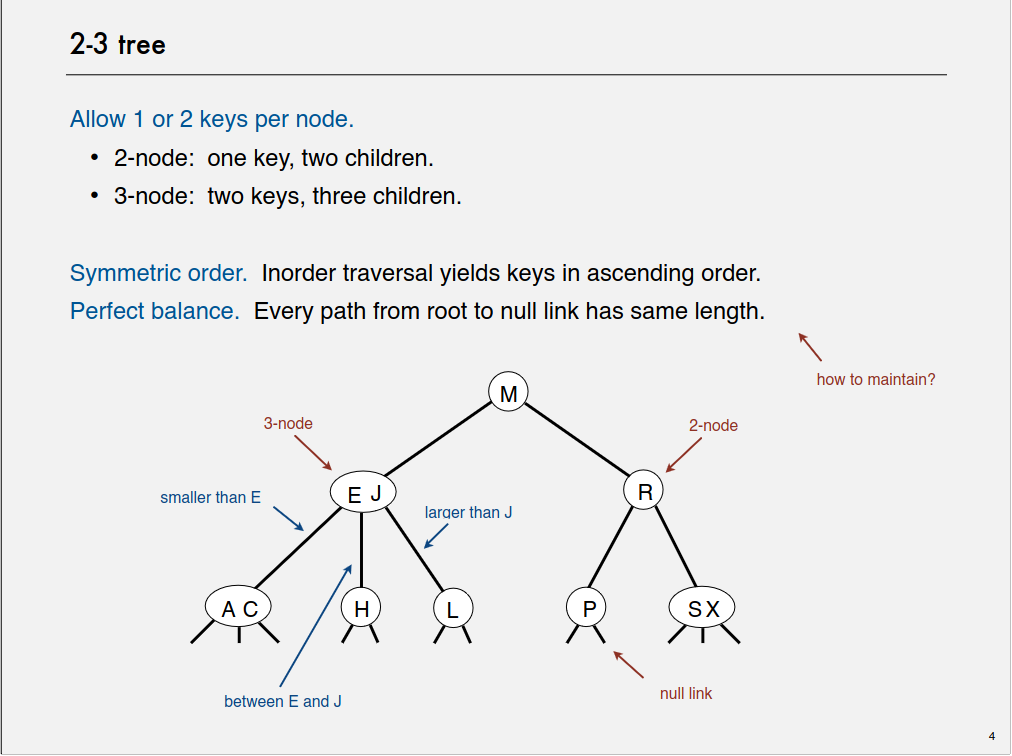 2-3 tree
Allow 1 or 2 keys per node.
• 2-node: one key, two children.
• 3-node: two keys, three children.
Symmetric order. Inorder traversal yields keys in ascending order.
Perfect balance. Every path from root to null link has same length.
how to maintain?
M
3-node
2-node
E J
R
smaller than E
larger than J
A C
H
L
P
S X
between E and J
null link
4